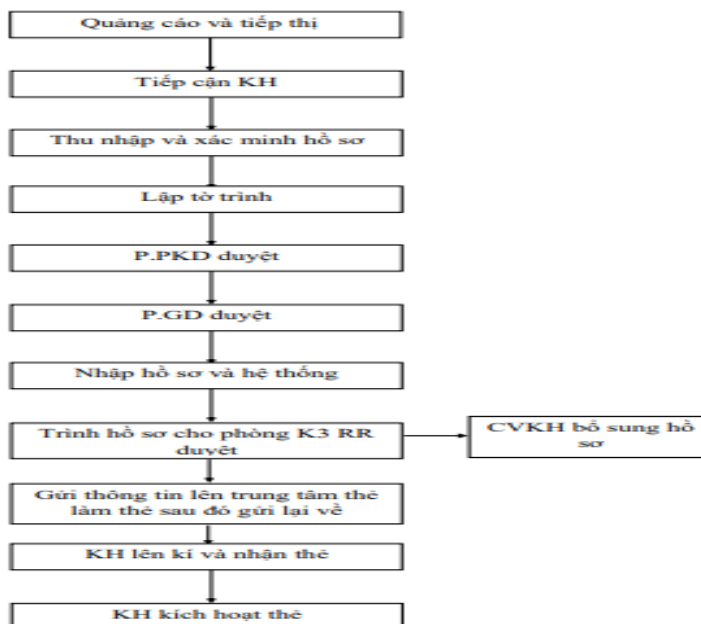 Quảng cáo và tiếp thị
Tiếp cận KH
Thu nhập và xác minh hồ sơ
Lập tờ trình
P.PKD duyệt
P.GD duyệt
Nhập hồ sơ và hệ thống
Trình hồ sơ cho phòng K3 RR
duyệt
CVKH bổ sung hồ
sơ
Gửi thông tin lên trung tâm thẻ
làm thẻ sau đó gửi lại về
KH lên kí và nhận thẻ
KH kích hoạt thẻ